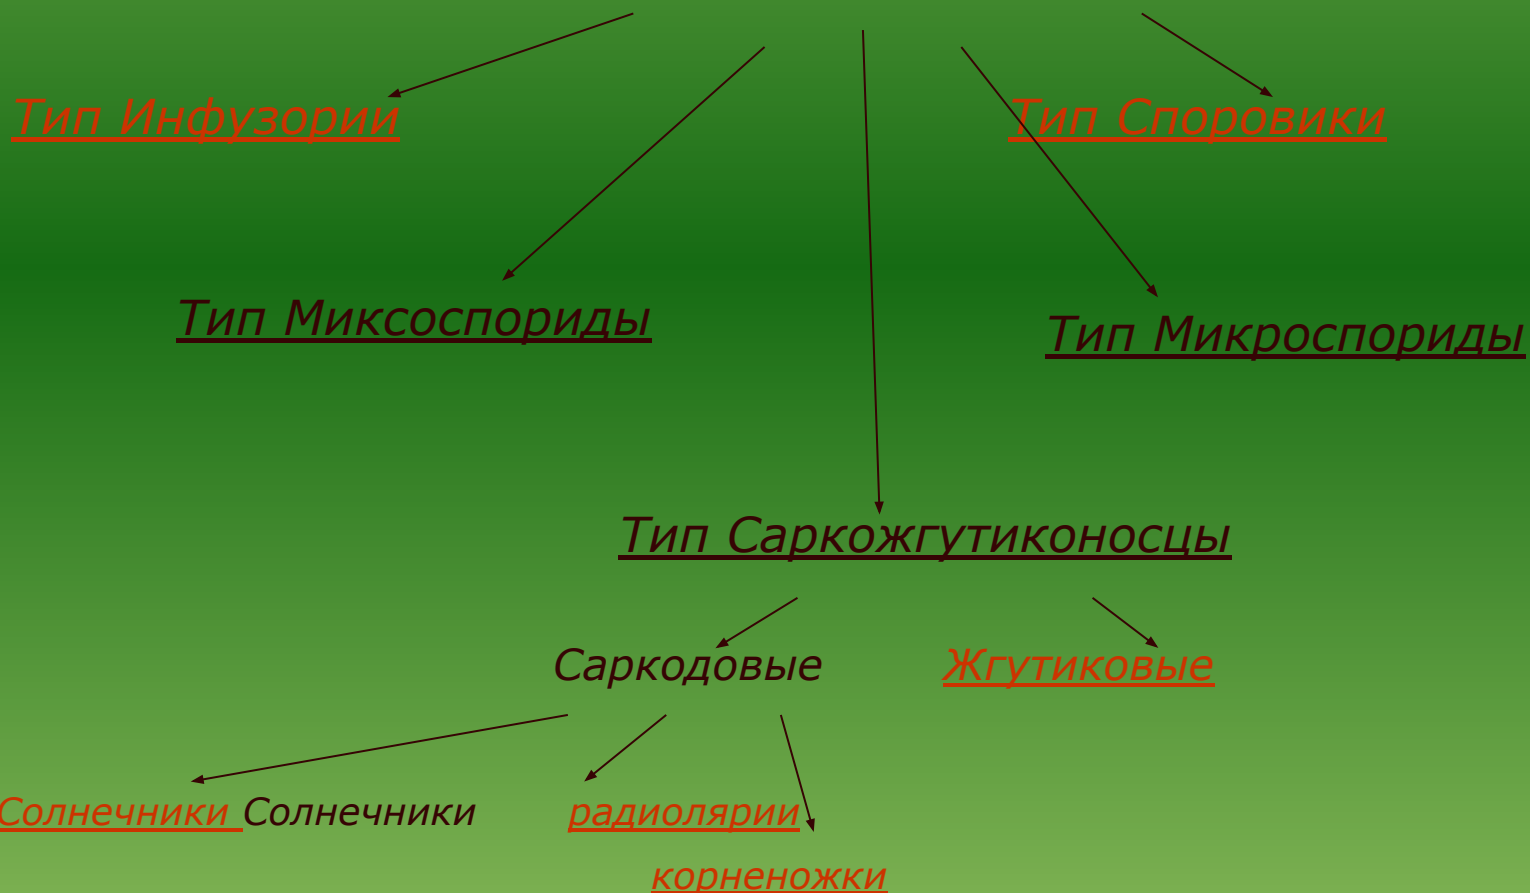 Тип Инфузории
Тип Споровики
Тип Миксоспориды
Тип Микроспориды
Тип Саркожгутиконосцы
Саркодовые
Жгутиковые
Солнечники Солнечники
радиолярии
корненожки